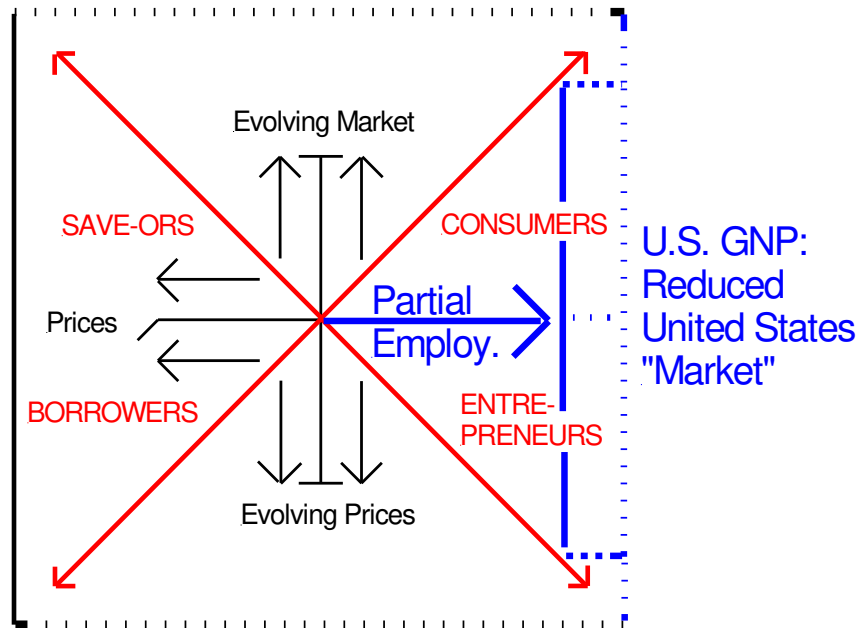 Evolving Market
SAVE-ORS
CONSUMERS
U.S. GNP:
Reduced
United States
"Market"
Prices
Partial
Employ.
BORROWERS
ENTRE-
PRENEURS
Evolving Prices